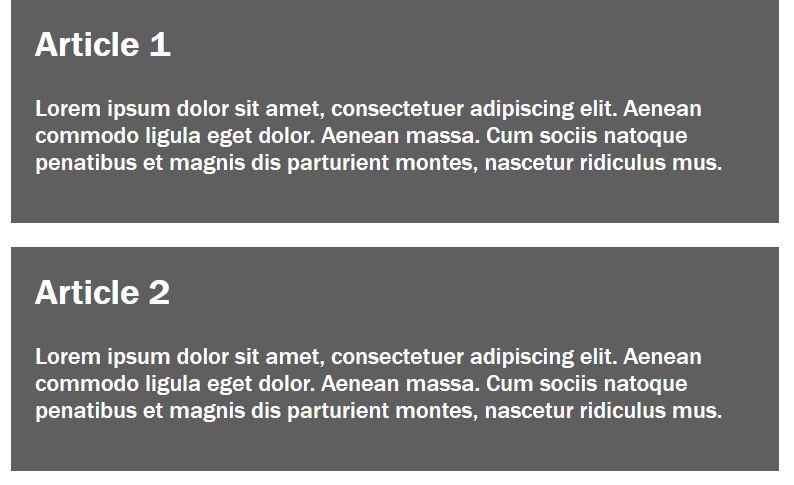 Article 1
Lorem ipsum dolor sit amet, consectetuer adipiscing elit. Aenean
commodo ligula eget dolor. Aenean massa. Cum sociis natoque
penatibus et magnis dis parturient montes, nascetur ridiculus mus.
Article 2
Lorem ipsum dolor sit amet, consectetuer adipiscing elit. Aenean
commodo ligula eget dolor. Aenean massa. Cum sociis natoque
penatibus et magnis dis parturient montes, nascetur ridiculus mus.